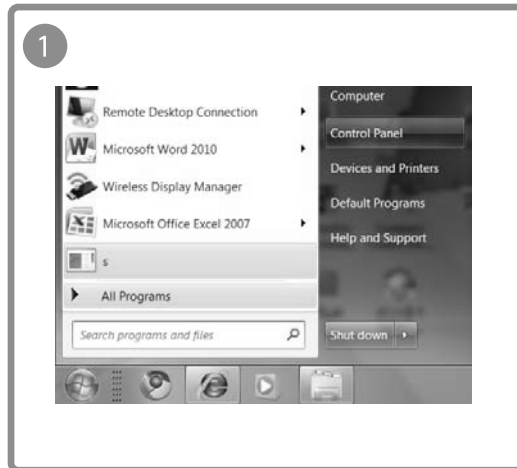 1
Remote Desktop Connection
Microsoft Word 2010
Wireless Display Manager
Microsoft Office Excel 2007
s
All Programs
Search programs and files
Computer
Control Panel
Devices and Printers
Default Programs
Help and Support
Shut down